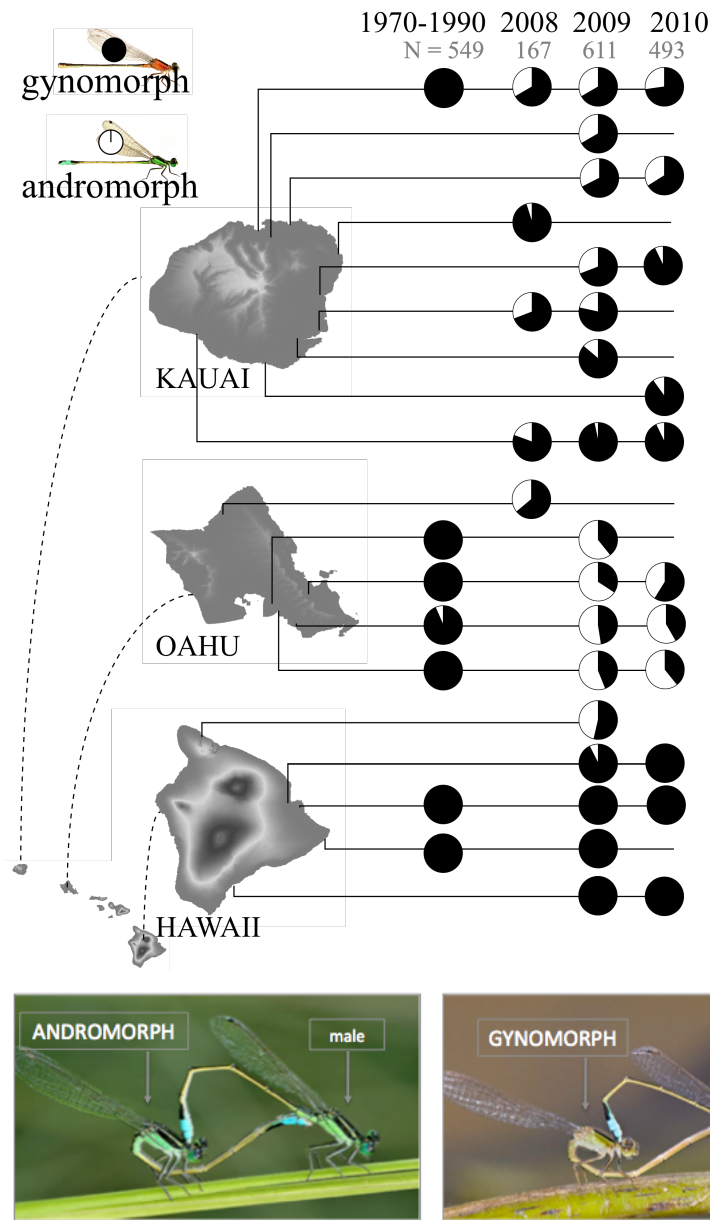 1970-1990 2008 2009 2010
N = 549 167 611 493
gynomorph
andromorph
KAUAI
OAHU
HAWAII
ANDROMORPH
male
GYNOMORPH